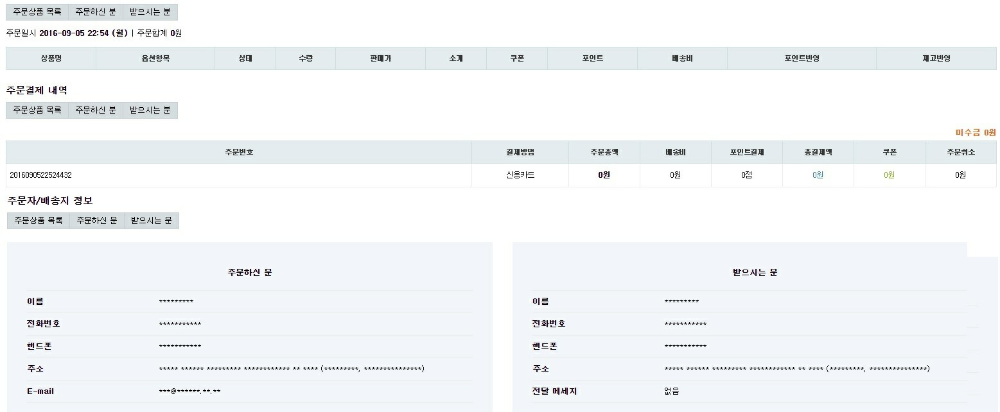 주문상품 목록 주문하신 분 받으시는 분
주문일시 2016-09-05 22:54 (월) | 주문합계 0원
상품명 옵션항목 상태 수량 판매가 소계 쿠폰 포인트 배송비 포인트반영 재고반영
주문결제 내역
주문상품 목록 주문하신 분 받으시는 분
미수금 0원
주문번호 결제방법 주문총액 배송비 포인트결제 총결제액 쿠폰 주문취소
2016090522524432 신용카드 0원 0원 0점 0원 0원 0원
주문자/배송지 정보
주문상품 목록 주문하신 분 받으시는 분
주문하신 분
이름 *********
전화번호 ***********
핸드폰 ***********
주소 ***** ****** ********* ************ ** **** (*********, ***************)
E-mail ***@******.**.**
받으시는 분
이름 *********
전화번호 ***********
핸드폰 ***********
주소 ***** ****** ********* ************ ** **** (*********, ***************)
전달 메세지 없음